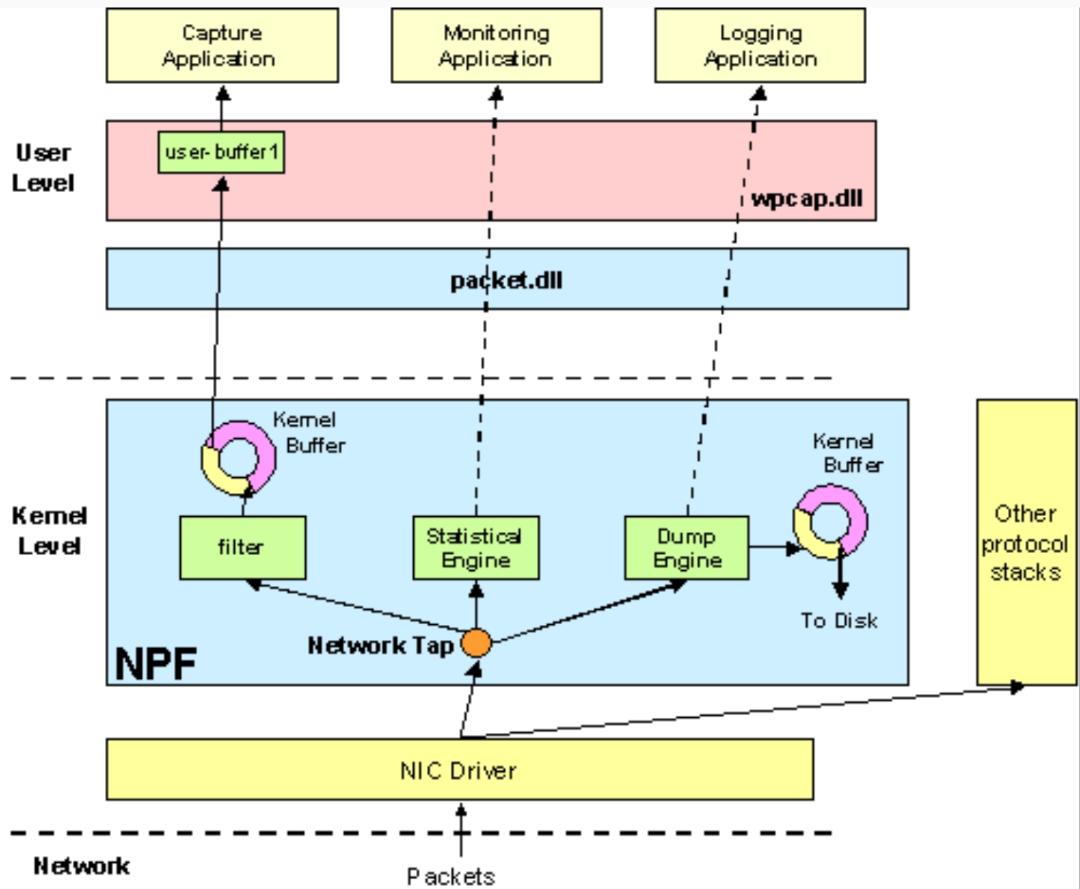 Capture
Application
Monitoring
Application
Logging
Application
User
Level
user-buffer1
wpcap.dll
packet.dll
Kernel
Buffer
Kernel
Buffer
Kernel
Level
filter
Statistical
Engine
Dump
Engine
Other
protocol
stacks
To Disk
Network Tap
NPF
NIC Driver
Network
Packets